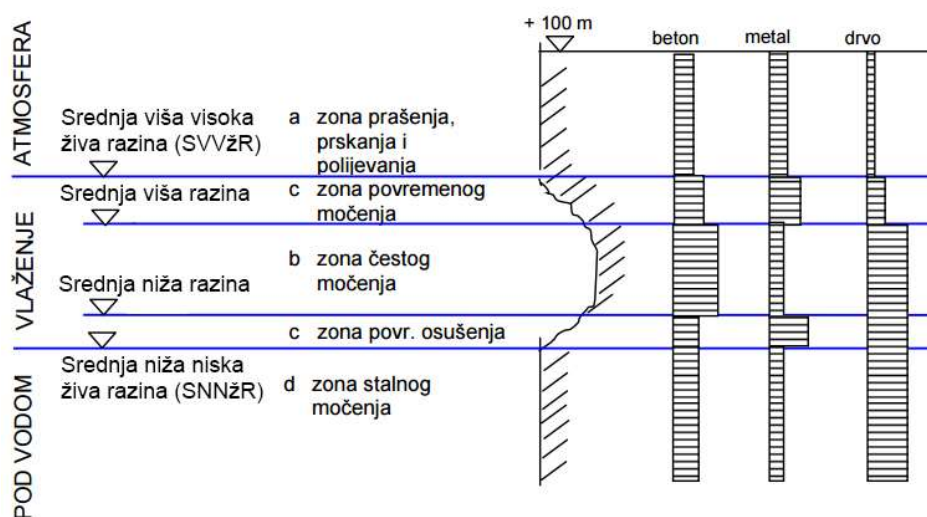 + 100 m
beton
metal
drvo
ATMOSFERA
Srednja viša visoka
živa razina (SVVžR)
a zona prašenja,
prskanja i
polijevanja
VLAŽENJE
Srednja viša razina
c zona povremenog
močenja
b zona čestog
močenja
Srednja niža razina
c zona povr. osušenja
POD VODOM
Srednja niža niska
živa razina (SNNžR)
d zona stalnog
močenja